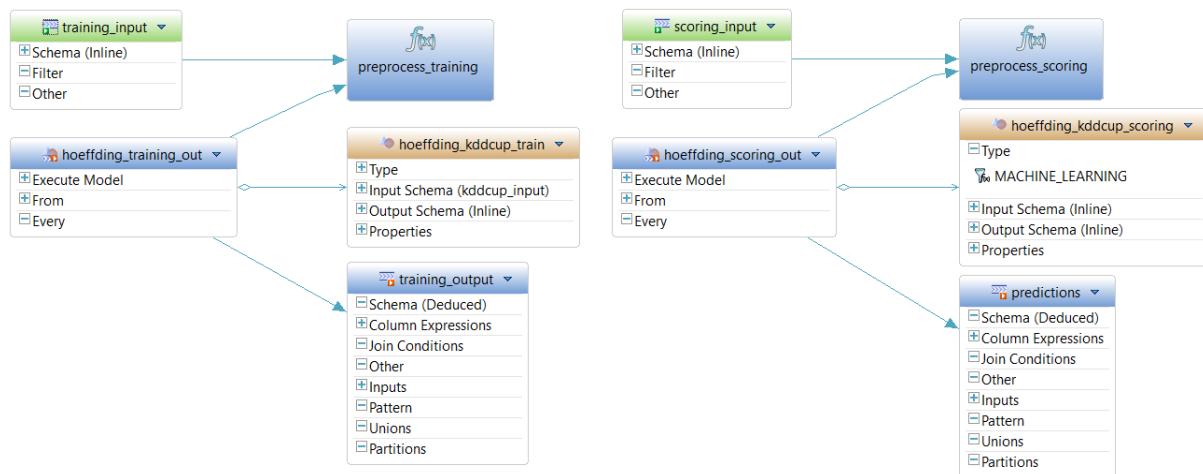 training_input
Schema (Inline)
Filter
Other
f(x)
preprocess_training
hoeffding_training_out
Execute Model
From
Every
hoeffding_kddcup_train
Type
Input Schema (kddcup_input)
Output Schema (Inline)
Properties
training_output
Schema (Deduced)
Column Expressions
Join Conditions
Other
Inputs
Pattern
Unions
Partitions
scoring_input
Schema (Inline)
Filter
Other
f(x)
preprocess_scoring
hoeffding_scoring_out
Execute Model
From
Every
hoeffding_kddcup_scoring
Type
MACHINE_LEARNING
Input Schema (Inline)
Output Schema (Inline)
Properties
predictions
Schema (Deduced)
Column Expressions
Join Conditions
Other
Inputs
Pattern
Unions
Partitions